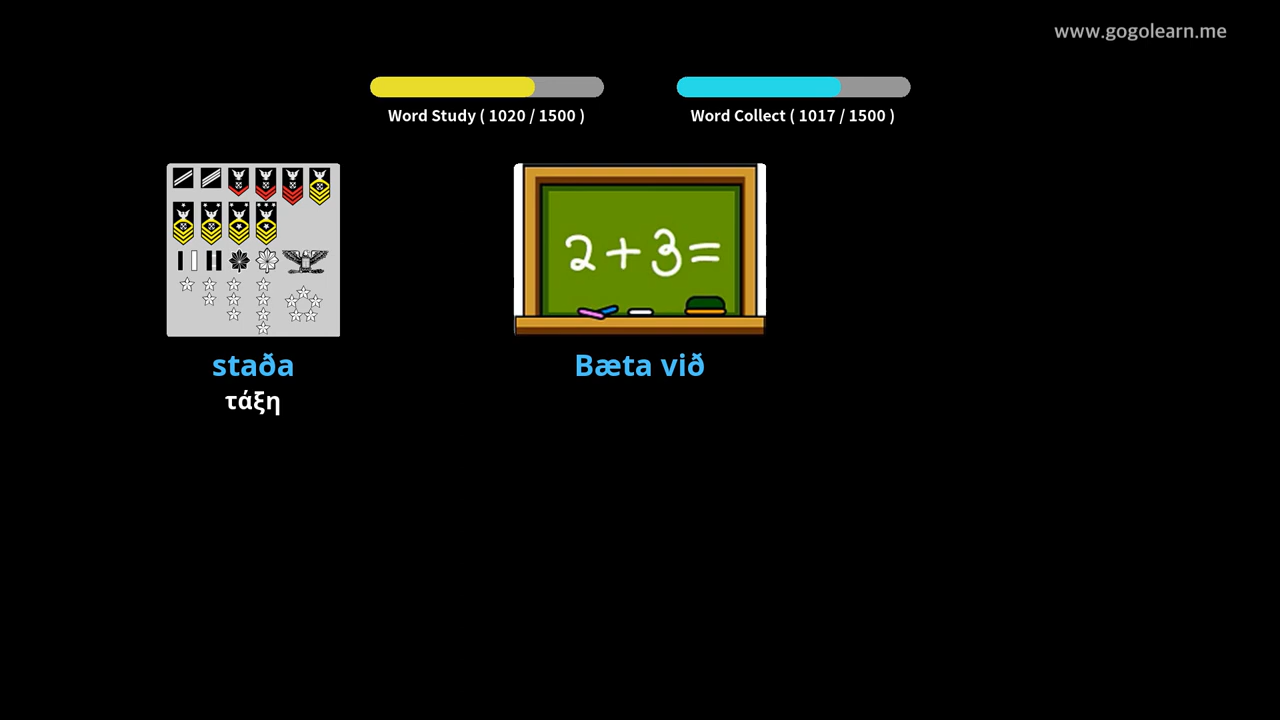 www.gogolearn.me
Word Study ( 1020 / 1500 )
Word Collect ( 1017 / 1500 )
2+3=
staða
Bæta við
τάξη